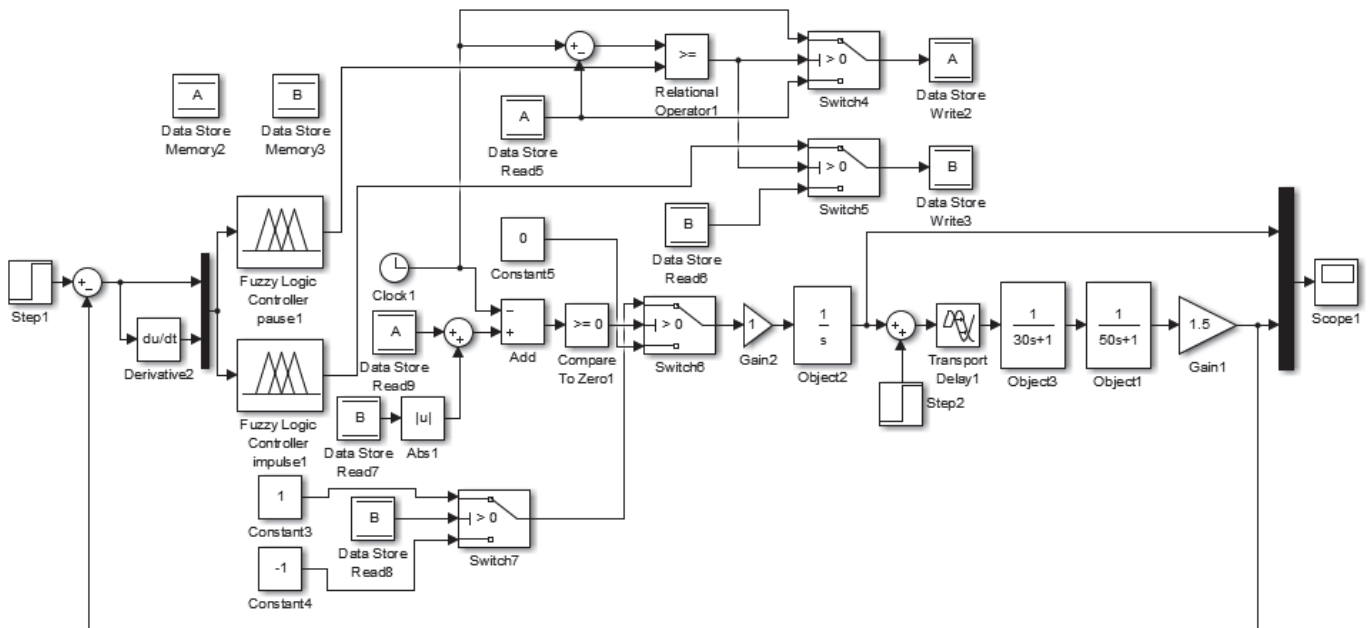 +
−
>=
> 0
A
A
B
Relational
Operator1
Switch4
Data Store
Write2
Data Store
Memory2
Data Store
Memory3
A
Data Store
Read5
> 0
B
Switch5
Data Store
Write3
B
Data Store
Read6
0
Constant5
Step1
+
−
Fuzzy Logic
Controller
pause1
Clock1
du/dt
Derivative2
A
Data Store
Read9
+
+
−
+
Add
>= 0
Compare
To Zero1
> 0
Switch6
1
Gain2
1
s
Object2
+
+
Transport
Delay1
1
30s+1
Object3
1
50s+1
Object1
1.5
Gain1
Scope1
Step2
Fuzzy Logic
Controller
impulse1
B
Data Store
Read7
|u|
Abs1
1
Constant3
B
Data Store
Read8
> 0
Switch7
-1
Constant4